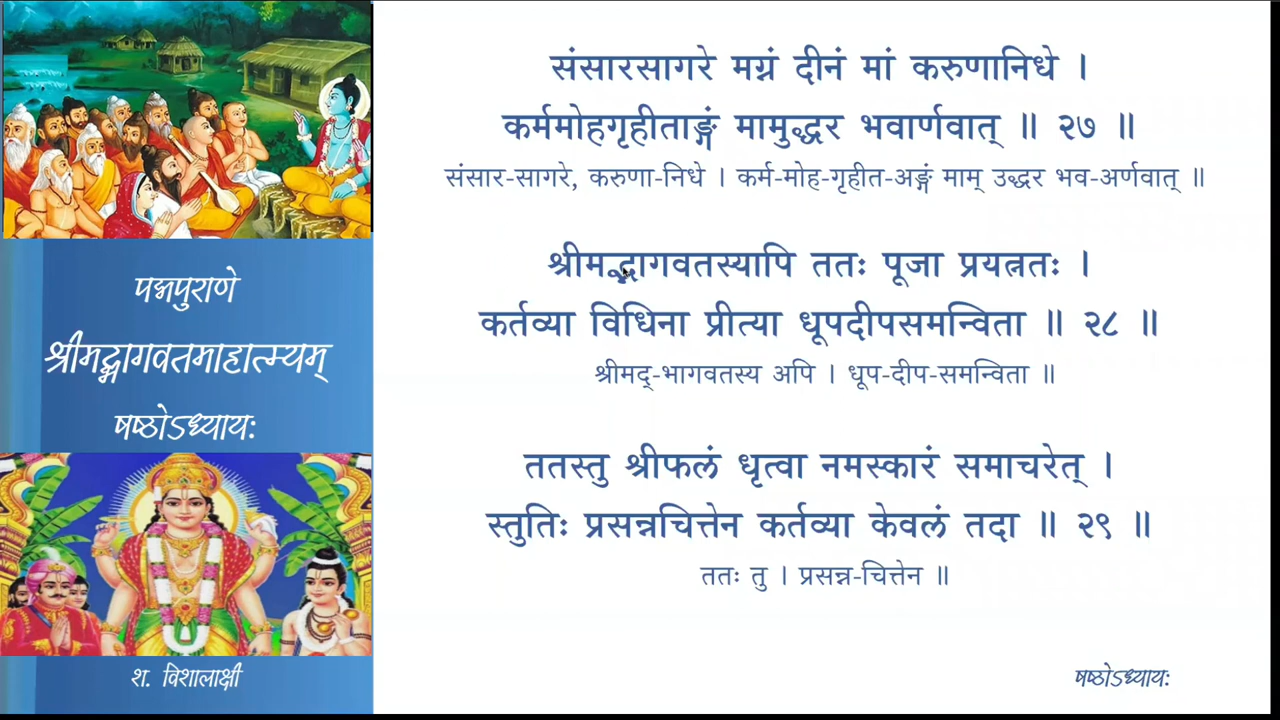 संसारसागरे मग्नं दीनं मां करुणानिधे ।
कर्ममोहगृहीताङ्गं मामुद्धर भवार्णवात् ॥ २७ ॥
संसार-सागरे, करुणा-निधे । कर्म-मोह-गृहीत-अङ्गं माम् उद्धर भव-अर्णवात् ॥
श्रीमद्भागवतस्यापि ततः पूजा प्रयत्नतः ।
कर्तव्या विधिना प्रीत्या धूपदीपसमन्विता ॥ २८ ॥
श्रीमद्-भागवतस्य अपि । धूप-दीप-समन्विता ॥
ततस्तु श्रीफलं धृत्वा नमस्कारं समाचरेत् ।
स्तुतिः प्रसन्नचित्तेन कर्तव्या केवलं तदा ॥ २९ ॥
ततः तु । प्रसन्न-चित्तेन ॥
पद्मपुराणे
श्रीमद्भागवतमाहात्म्यम्
षष्ठोऽध्यायः
श. विशालाक्षी
षष्ठोऽध्यायः